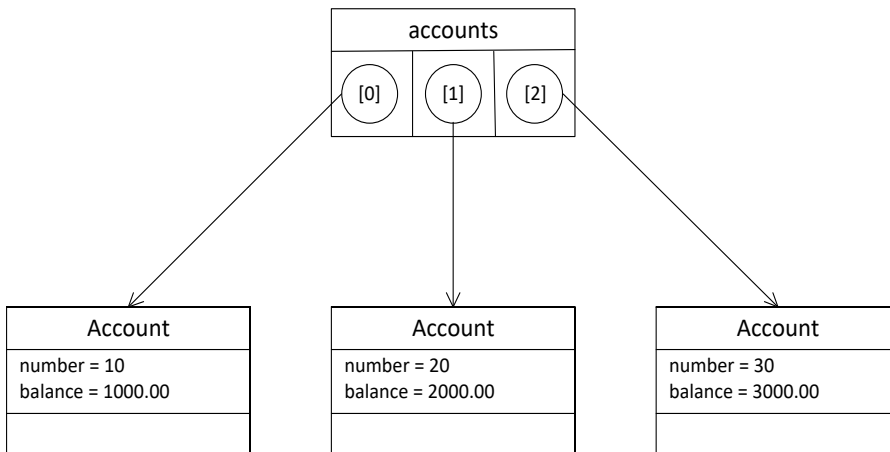 accounts
[0]
[1]
[2]
Account
number = 10
balance = 1000.00
Account
number = 20
balance = 2000.00
Account
number = 30
balance = 3000.00